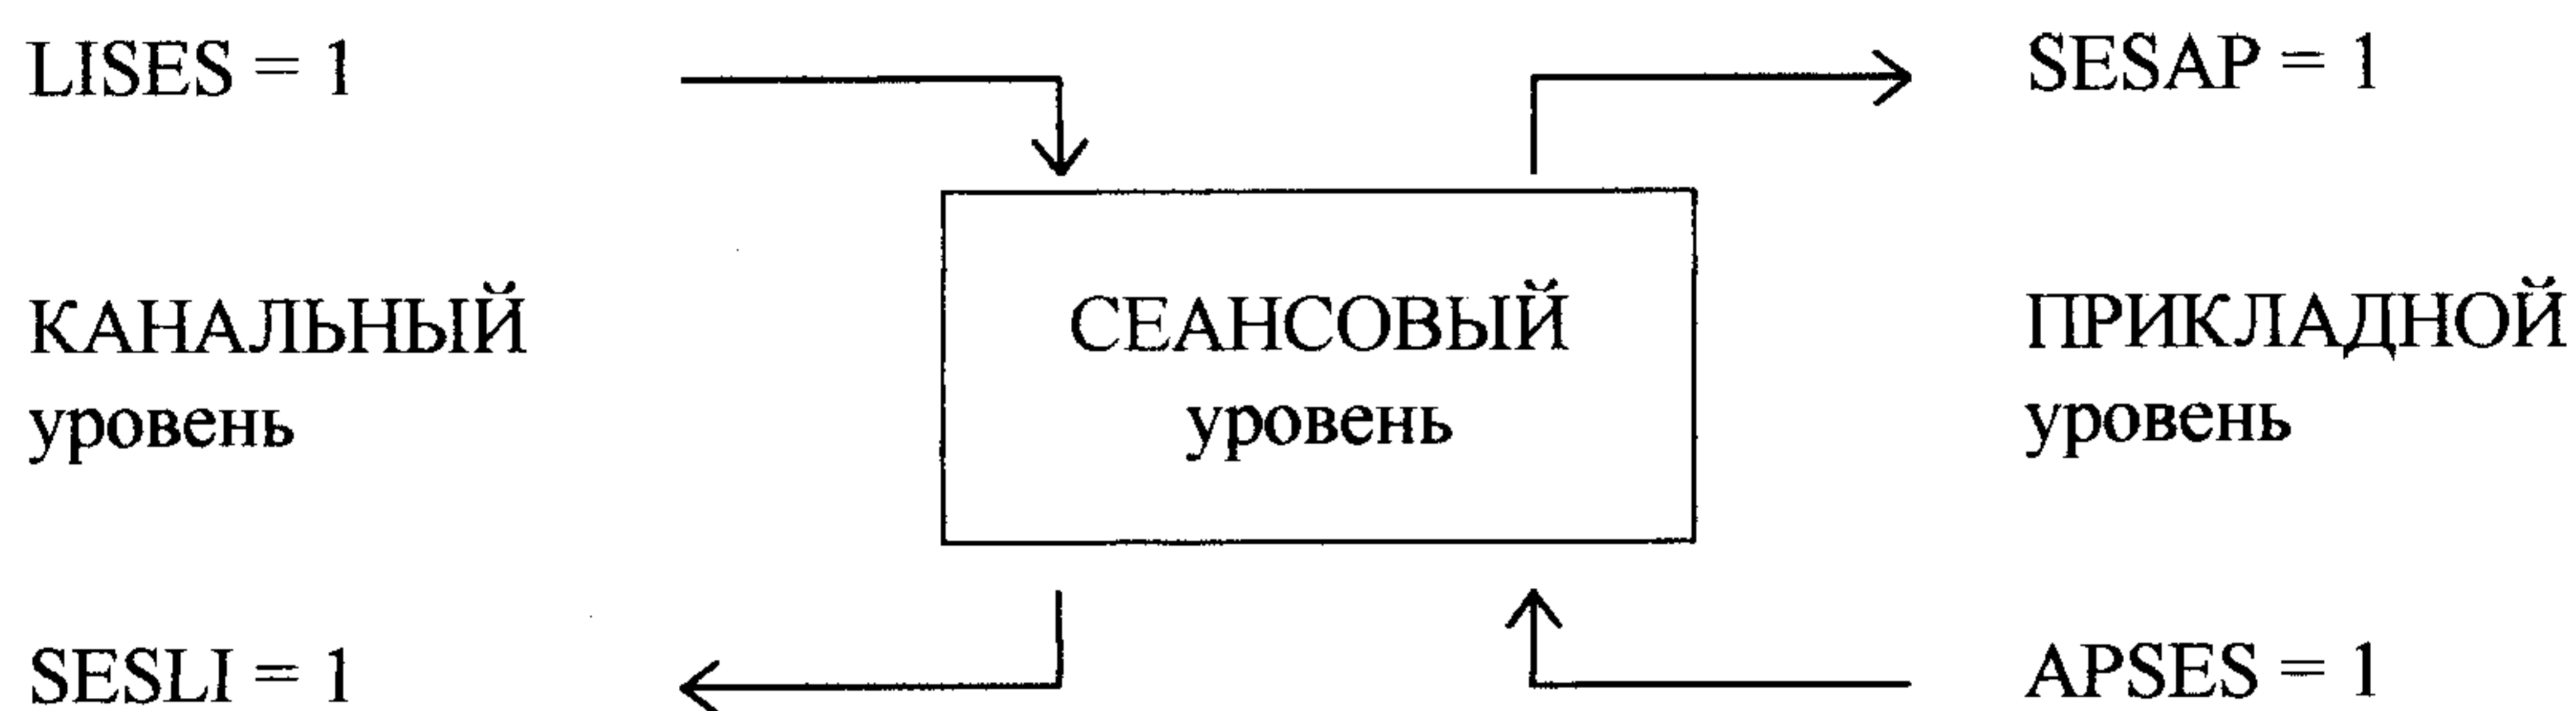 LISES = 1
SESAP = 1
КАНАЛЬНЫЙ
уровень
СЕАНСОВЫЙ
уровень
ПРИКЛАДНОЙ
уровень
SESLI = 1
APSES = 1